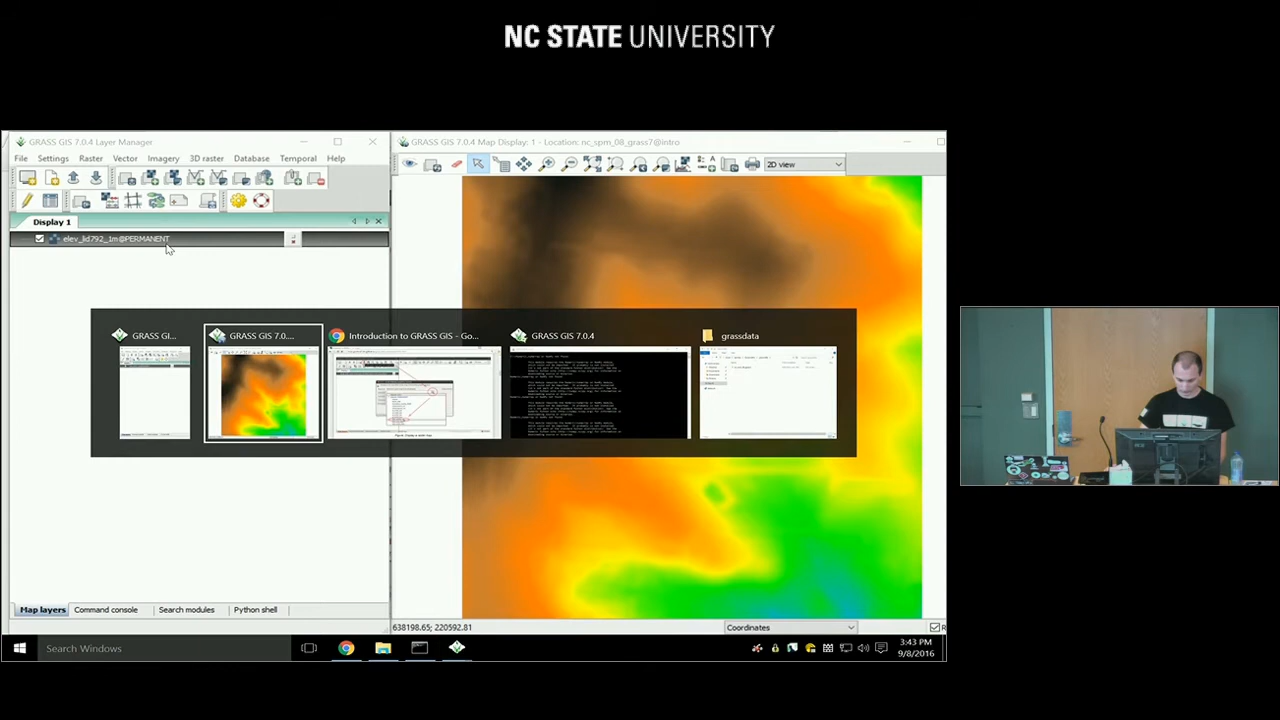 NC STATE UNIVERSITY
GRASS GIS 7.0.4 Layer Manager
File Settings Raster Vector Imagery 3D raster Database Temporal Help
Display 1
elev_lid792_1m@PERMANENT
GRASS GIS 7.0.4 Map Display: 1 - Location: nc_spm_08_grass7@intro
2D view
GRASS GI...
GRASS GIS 7.0....
Introduction to GRASS GIS - Go...
GRASS GIS 7.0.4
grassdata
Map layers Command console Search modules Python shell
638198.65; 220592.81
Coordinates
R
Search Windows
3:43 PM
9/8/2016